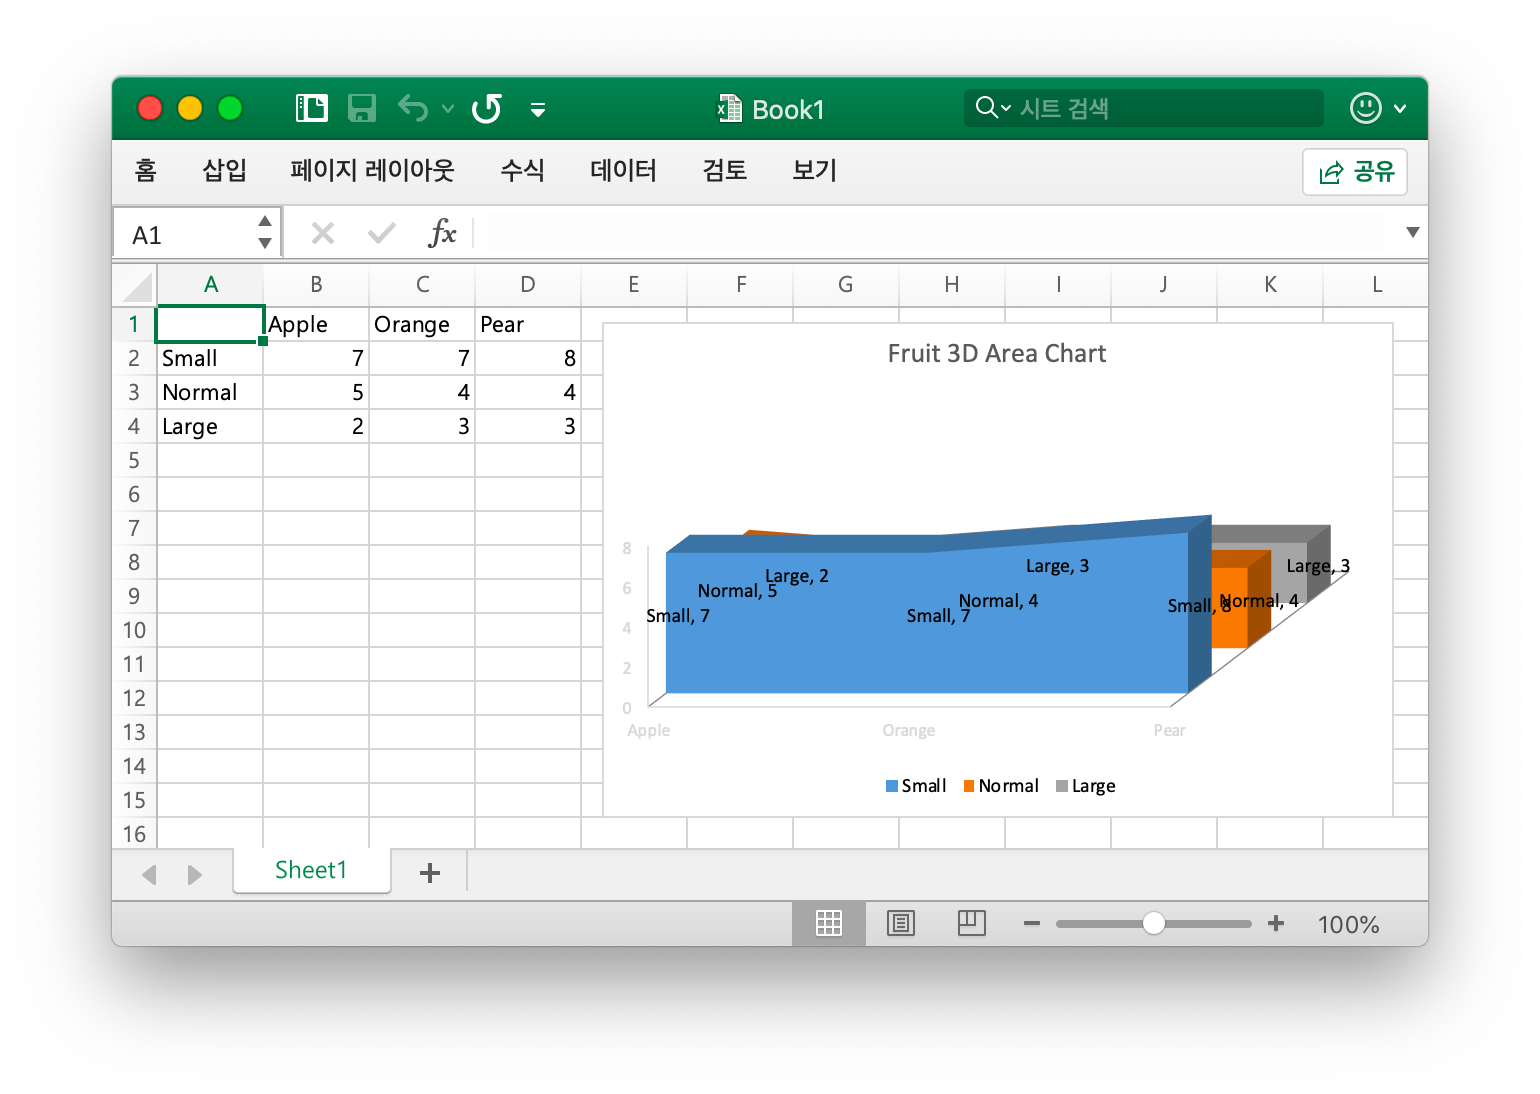 Book1
시트 검색
홈 삽입 페이지 레이아웃 수식 데이터 검토 보기 공유
A1 fx
A B C D E F G H I J K L
1 Apple Orange Pear
2 Small 7 7 8
3 Normal 5 4 4
4 Large 2 3 3
5
6
7
8
9
10
11
12
13
14
15
16
Fruit 3D Area Chart
8
6
4
2
0
Large, 2
Normal, 5
Small, 7
Large, 3
Normal, 4
Small, 7
Large, 3
Normal, 4
Small, 8
Apple Orange Pear
Small Normal Large
Sheet1
100%